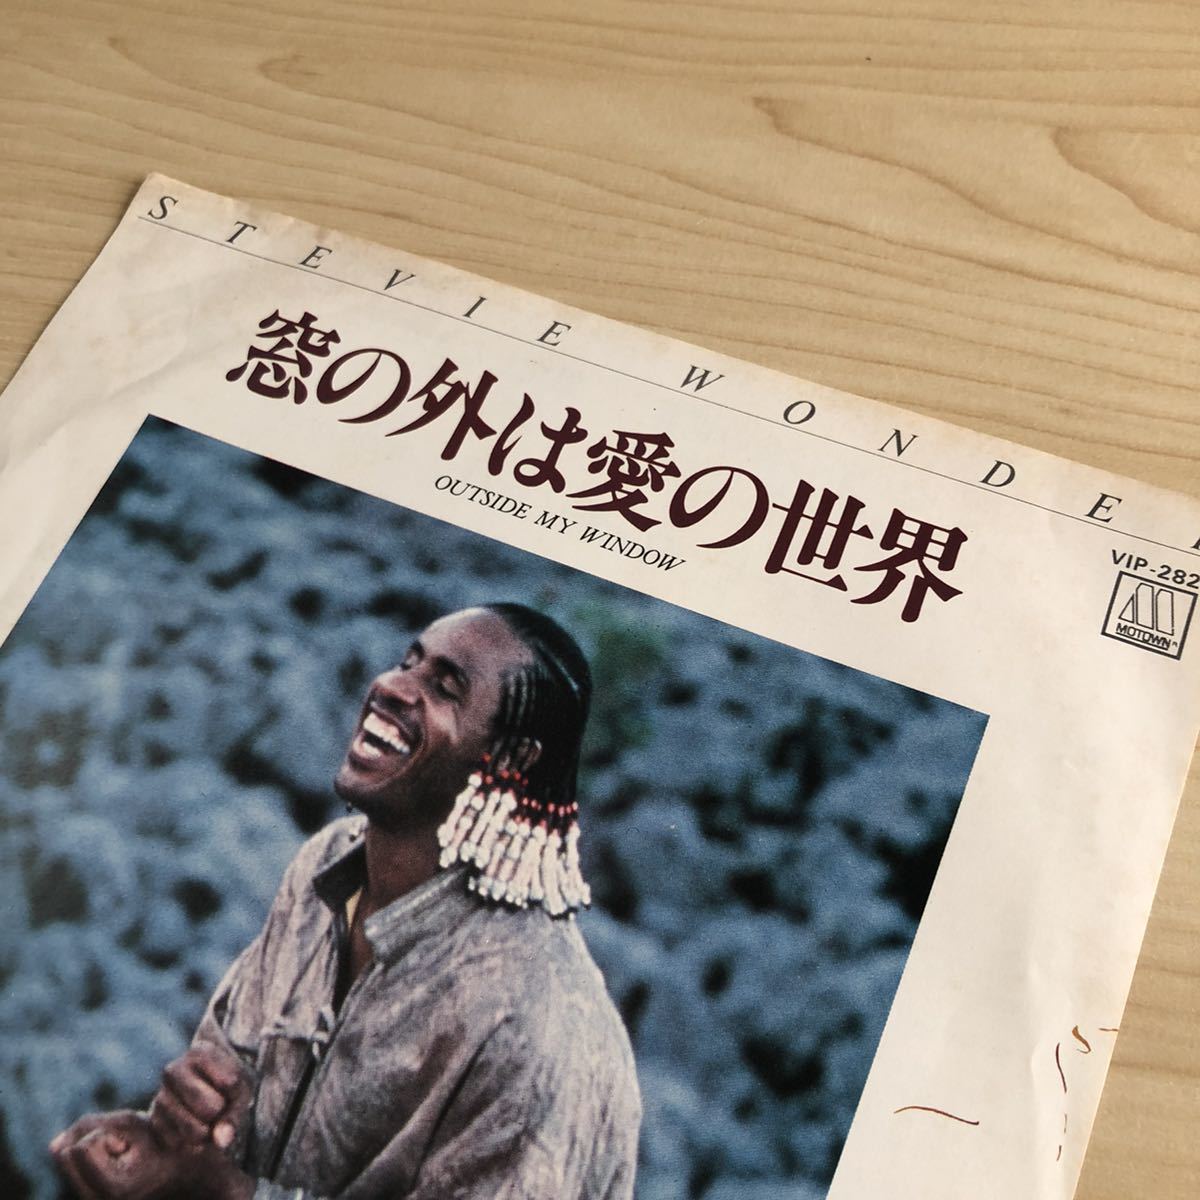 STEVIE WONDE
窓の外は愛の世界
OUTSIDE MY WINDOW
VIP-282
MOTOWN